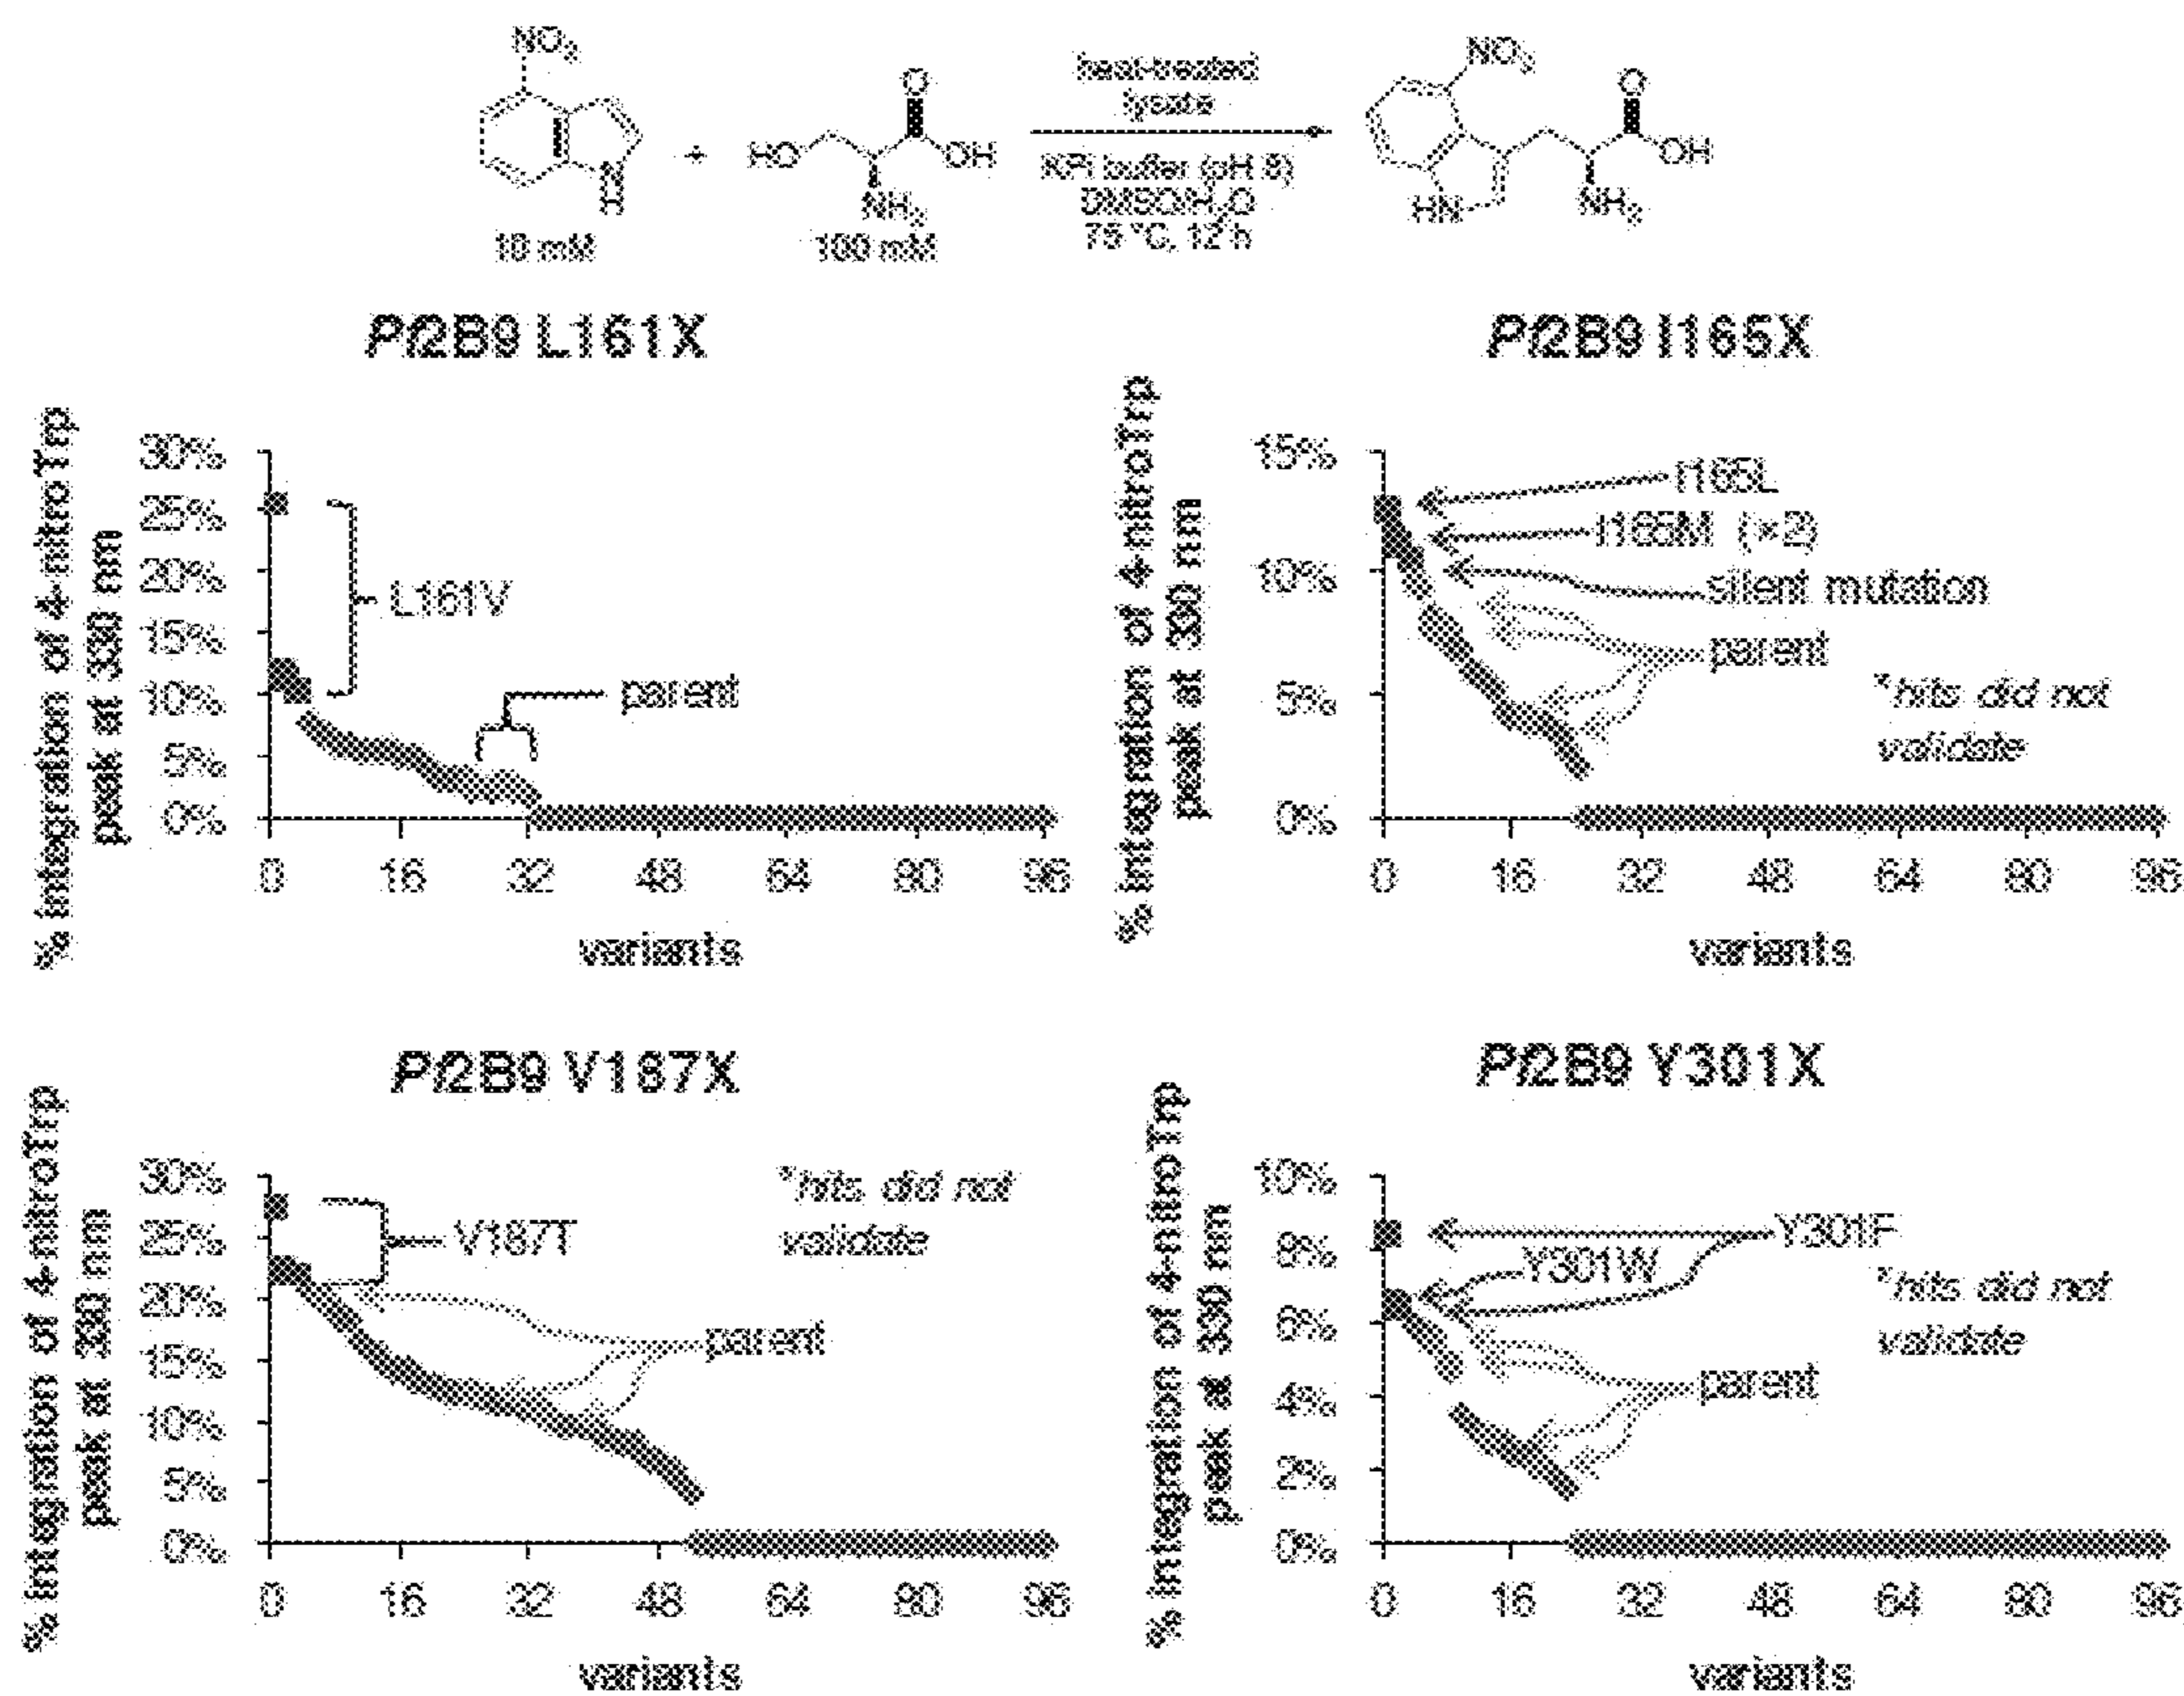 NO₂
NO₂
heat-treated
lysate
HO
O
OH
NH₂
+
N
H
KPi buffer (pH 8)
DMSO/H₂O
75 °C, 12 h
HN
O
OH
NH₂
10 mM
100 mM
Pf2B9 L161X
Pf2B9 I165X
% integration of 4-nitroTrp
peak at 330 nm
30%
25%
20%
15%
10%
5%
0%
L161V
parent
0 16 32 48 64 80 96
variants
% integration of 4-nitroTrp
peak at 330 nm
15%
10%
5%
0%
I165L
I165M (×2)
silent mutation
parent
*hits did not
validate
0 16 32 48 64 80 96
variants
Pf2B9 V187X
Pf2B9 Y301X
% integration of 4-nitroTrp
peak at 330 nm
30%
25%
20%
15%
10%
5%
0%
V187T
*hits did not
validate
parent
0 16 32 48 64 80 96
variants
% integration of 4-nitroTrp
peak at 330 nm
10%
8%
6%
4%
2%
0%
Y301F
Y301W
*hits did not
validate
parent
0 16 32 48 64 80 96
variants